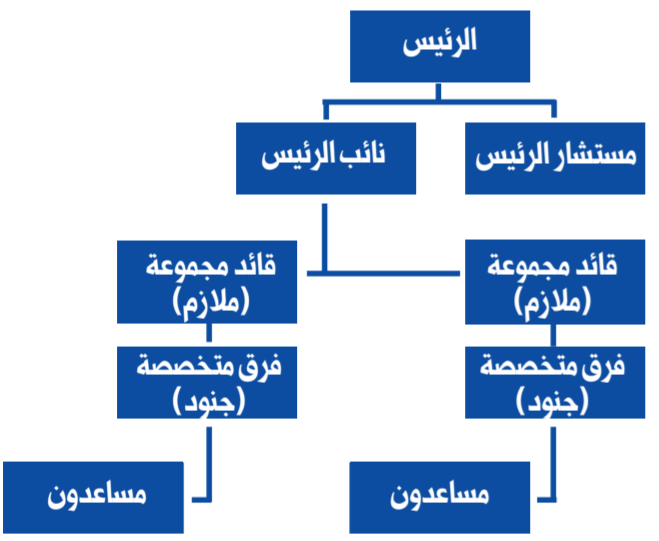 الرئيس
مستشار الرئيس
نائب الرئيس
قائد مجموعة
(ملازم)
قائد مجموعة
(ملازم)
فرق متخصصة
(جنود)
فرق متخصصة
(جنود)
مساعدون
مساعدون